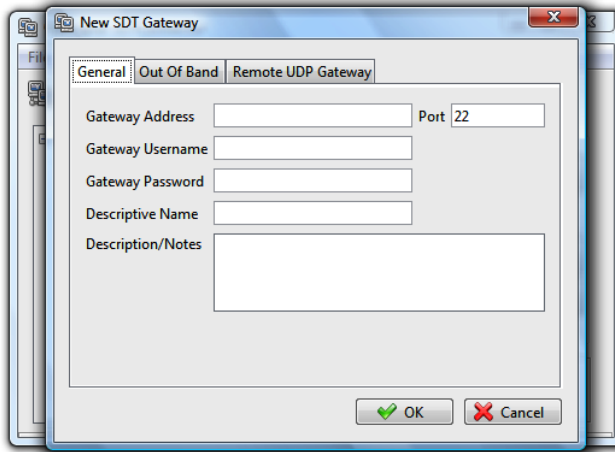 New SDT Gateway
File
General Out Of Band Remote UDP Gateway
Gateway Address Port 22
Gateway Username
Gateway Password
Descriptive Name
Description/Notes
OK Cancel